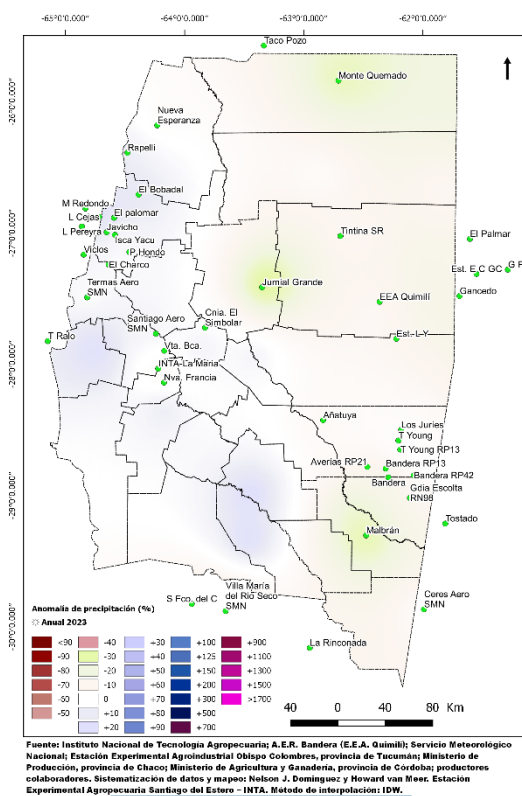 -65°0'0.000"
-64°0'0.000"
-63°0'0.000"
-62°0'0.000"
Taco Pozo
Monte Quemado
-26°0'0.000"
Nueva
Esperanza
Rapelli
El Bobadal
M Redondo
El palomar
L Cejas
Javicho
L Pereyra
Isca Yacu
Tintina SR
El Palmar
-27°0'0.000"
Viclos
P Hondo
El Charco
Est. E C GC
Termas Aero
SMN
Jumial Grande
EEA Quimilí
Gancedo
Santiago Aero
SMN
Cnia. El
Simbolar
T Ralo
Vta. Bca.
Est-L-Y
INTA-La Maria
-28°0'0.000"
Nva. Francia
Añatuya
Los Juries
T Young
T Young RP13
Averías RP21
Bandera RP13
Bandera RP42
Bandera
Gdia Escolta
RN98
-29°0'0.000"
Malbrán
Tostado
Villa María
del Rio Seco
SMN
S Fco. del C
Ceres Aero
SMN
-30°0'0.000"
La Rinconada
Anomalia de precipitación (%)
Anual 2023
<90 -40 +30 +100 +900
-90 -30 +40 +125 +1100
-80 -20 +50 +150 +1300
-70 -10 +60 +200 +1500
-60 0 +70 +300 >1700
-50 +10 +80 +500
+20 +90 +700
40 0 40 80 Km
Fuente: Instituto Nacional de Tecnología Agropecuaria; A.E.R. Bandera (E.E.A. Quimilí); Servicio Meteorológico
Nacional; Estación Experimental Agroindustrial Obispo Colombres, provincia de Tucumán; Ministerio de
Producción, provincia de Chaco; Ministerio de Agricultura y Ganadería, provincia de Córdoba; productores
colaboradores. Sistematización de datos y mapeo: Nelson J. Dominguez y Howard van Meer. Estación
Experimental Agropecuaria Santiago del Estero – INTA. Método de interpolación: IDW.